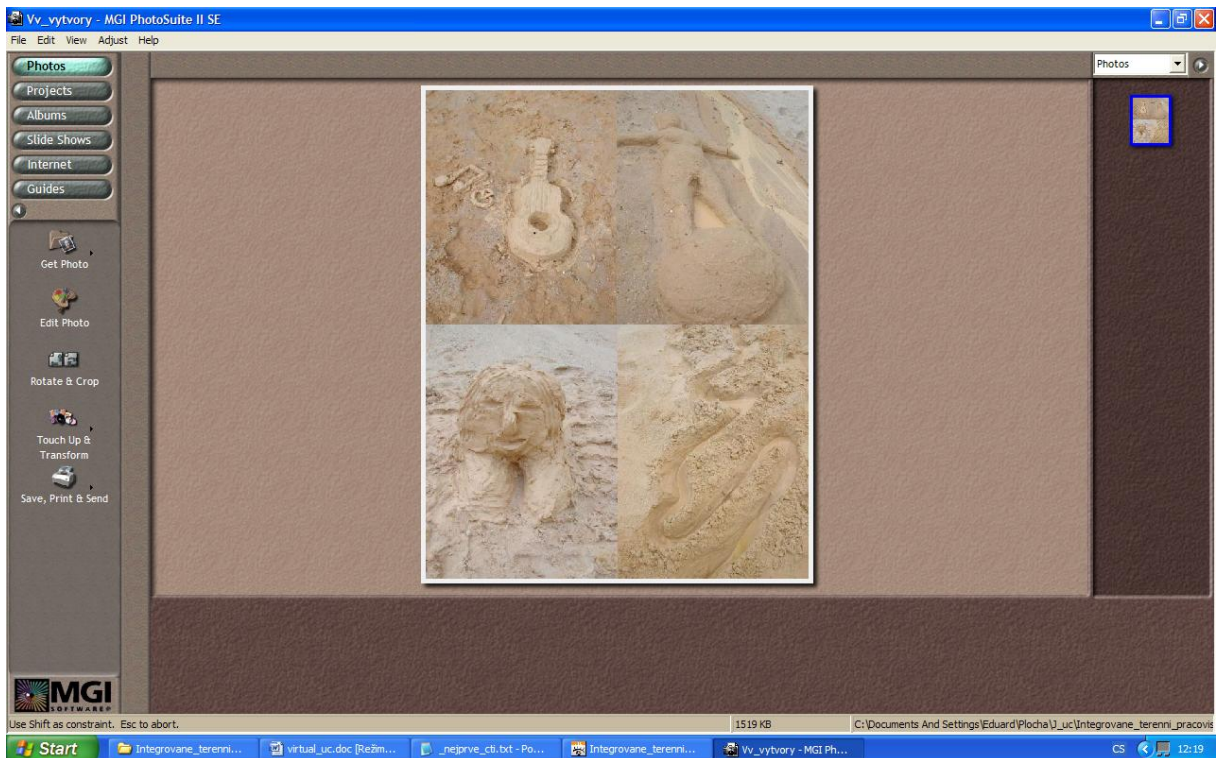 Vv_vytvory - MGI PhotoSuite II SE
File Edit View Adjust Help
Photos
Projects
Albums
Slide Shows
Internet
Guides
Get Photo
Edit Photo
Rotate & Crop
Touch Up &
Transform
Save, Print & Send
Photos
MGI
SOFTWARE
Use Shift as constraint. Esc to abort.
1519 KB
C:\Documents And Settings\Eduard\Plocha\J_uc\Integrovane_terenni_pracovis
Start
Integrovane_terenni...
virtual_uc.doc [Režim...
_nejprve_cti.txt - Po...
Integrovane_terenni...
Vv_vytvory - MGI Ph...
CS
12:19